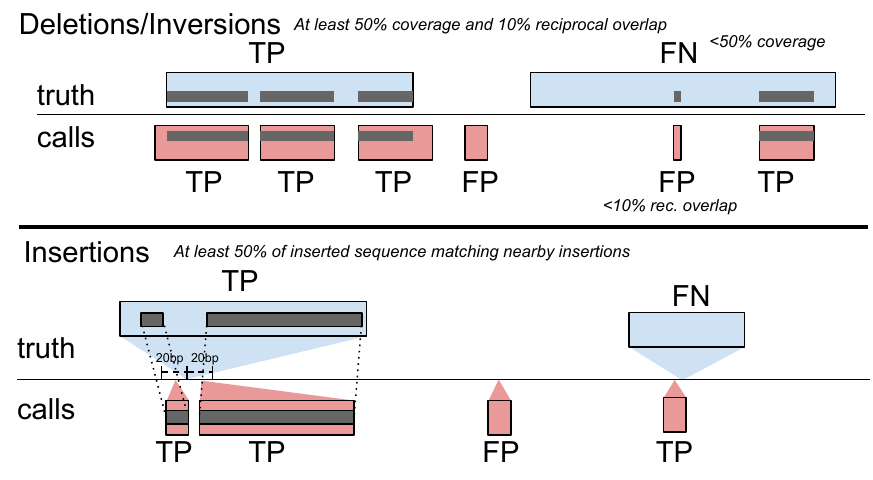 Deletions/Inversions At least 50% coverage and 10% reciprocal overlap
TP FN <50% coverage
truth
calls
TP TP TP FP FP TP
<10% rec. overlap
Insertions At least 50% of inserted sequence matching nearby insertions
TP FN
truth
20bp 20bp
calls
TP TP FP TP